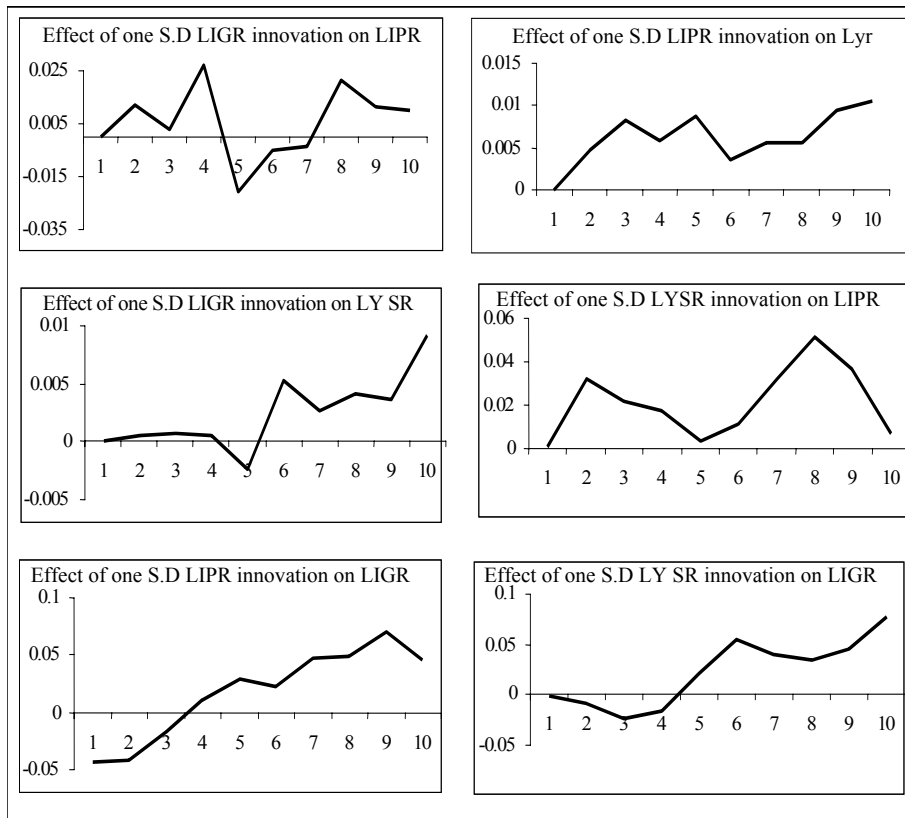 Effect of one S.D LIGR innovation on LIPR
0.025
0.005
-0.015
-0.035
1 2 3 4 5 6 7 8 9 10
Effect of one S.D LIPR innovation on Lyr
0.015
0.01
0.005
0
1 2 3 4 5 6 7 8 9 10
Effect of one S.D LIGR innovation on LY SR
0.01
0.005
0
-0.005
1 2 3 4 5 6 7 8 9 10
Effect of one S.D LYSR innovation on LIPR
0.06
0.04
0.02
0
1 2 3 4 5 6 7 8 9 10
Effect of one S.D LIPR innovation on LIGR
0.1
0.05
0
-0.05
1 2 3 4 5 6 7 8 9 10
Effect of one S.D LY SR innovation on LIGR
0.1
0.05
0
-0.05
1 2 3 4 5 6 7 8 9 10